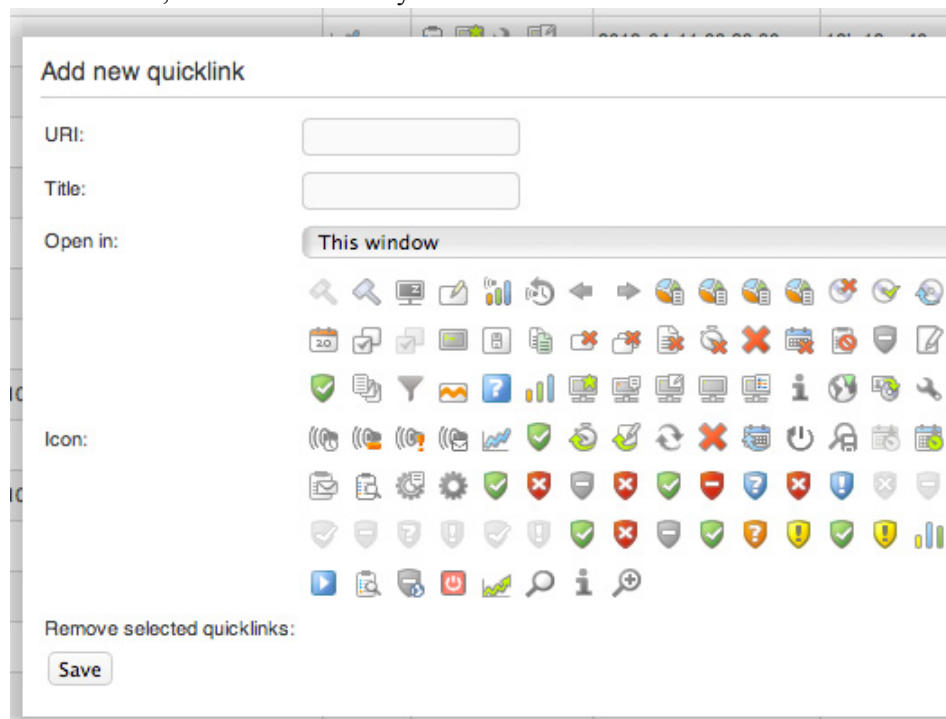 Add new quicklink
URI:
Title:
Open in:
This window
Icon:
Remove selected quicklinks:
Save